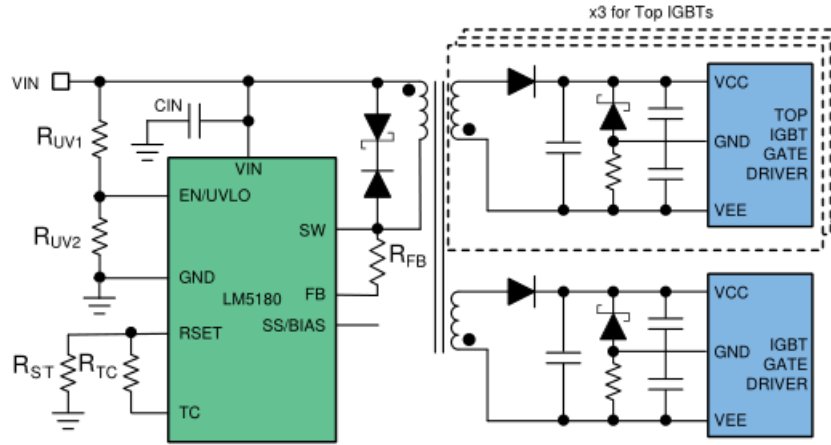 x3 for Top IGBTs
VIN
CIN
RUV1
VIN
EN/UVLO
RUV2
SW
GND
RFB
LM5180
FB
SS/BIAS
RSET
RST
RTC
TC
VCC
TOP
IGBT
GATE
DRIVER
GND
VEE
VCC
GND
IGBT
GATE
DRIVER
VEE